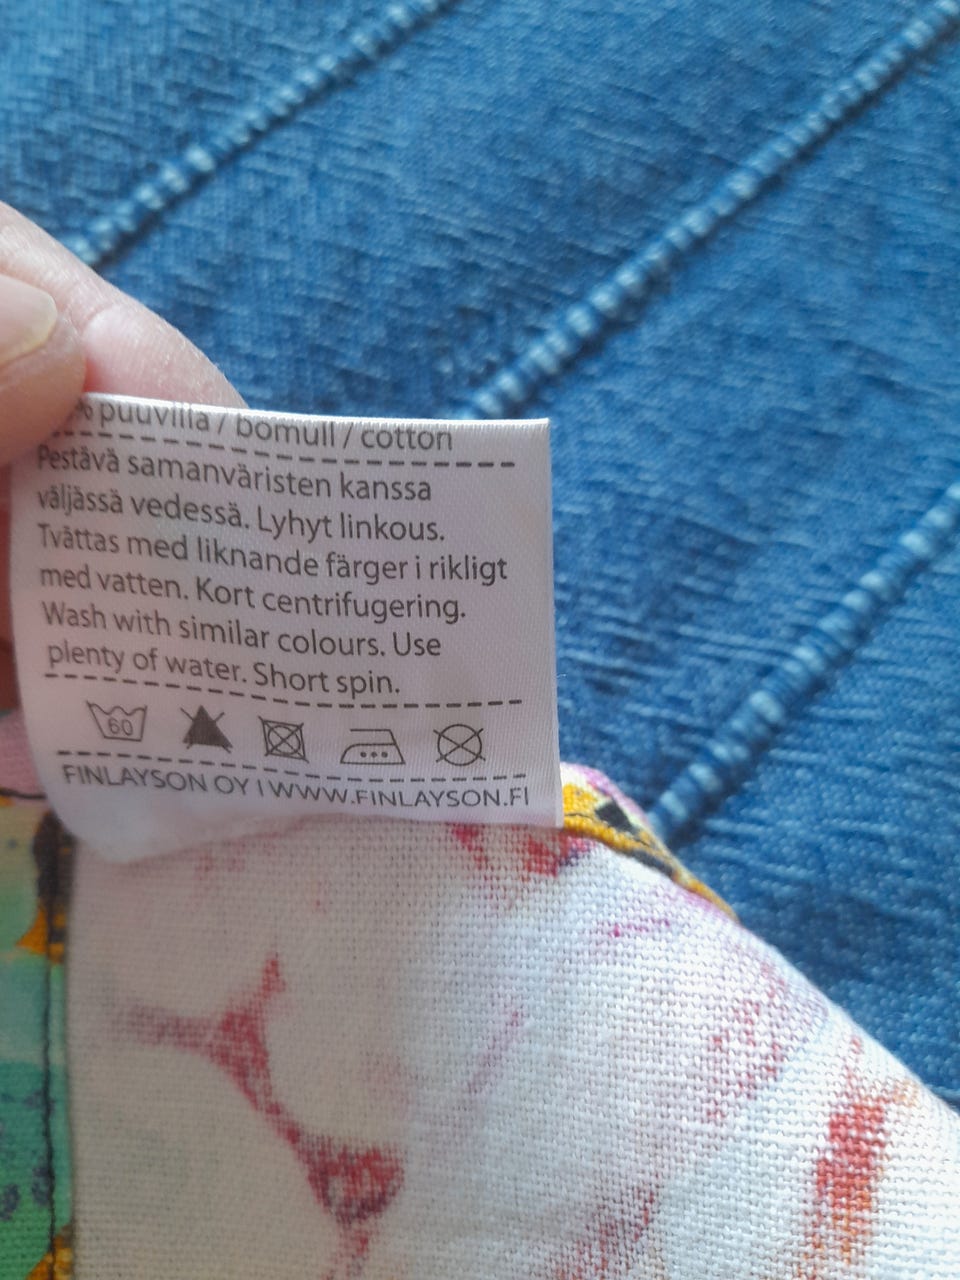 % puuvilla / bomull / cotton
Pestävä samanväristen kanssa
väljässä vedessä. Lyhyt linkous.
Tvättas med liknande färger i rikligt
med vatten. Kort centrifugering.
Wash with similar colours. Use
plenty of water. Short spin.
60
FINLAYSON OY I WWW.FINLAYSON.FI